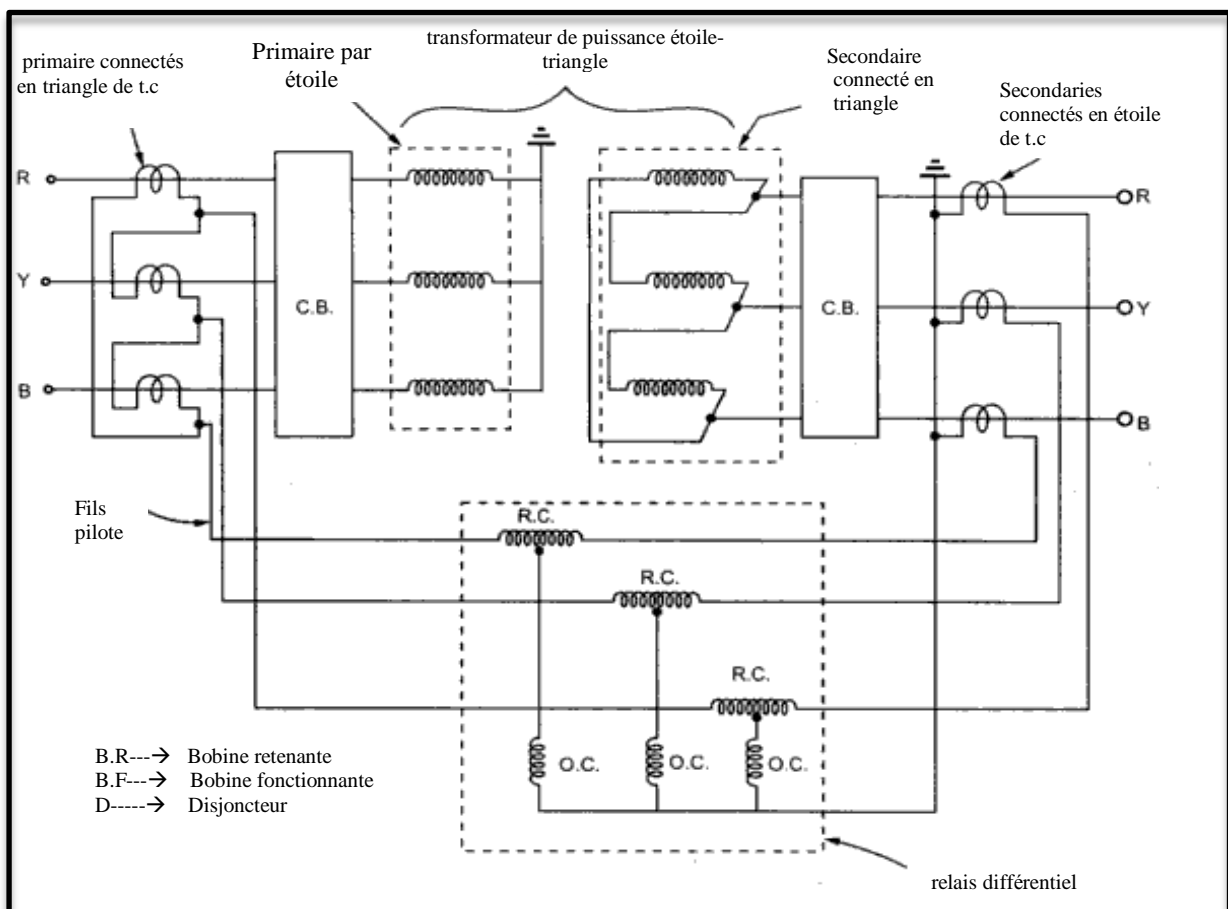 transformateur de puissance étoile-
triangle
primaire connectés
en triangle de t.c
Primaire par
étoile
Secondaire
connecté en
triangle
Secondaries
connectés en étoile
de t.c
R
Y
B
C.B.
C.B.
R
Y
B
Fils
pilote
R.C.
R.C.
R.C.
O.C.
O.C.
O.C.
B.R---→ Bobine retenante
B.F---→ Bobine fonctionnante
D-----→ Disjoncteur
relais différentiel